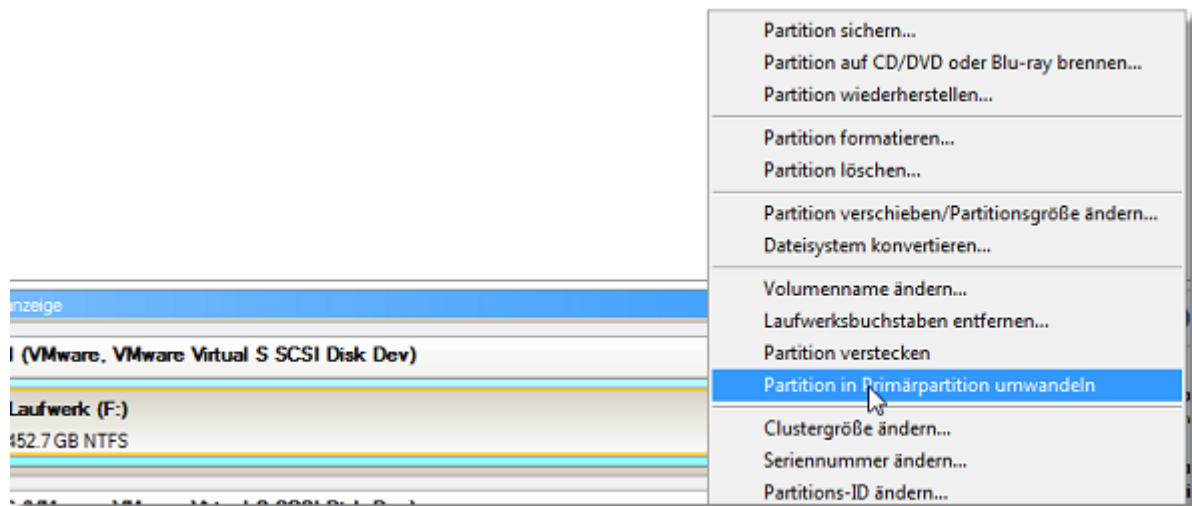 Partition sichern...
Partition auf CD/DVD oder Blu-ray brennen...
Partition wiederherstellen...
Partition formatieren...
Partition löschen...
Partition verschieben/Partitionsgröße ändern...
Dateisystem konvertieren...
Volumenname ändern...
Laufwerksbuchstaben entfernen...
Partition verstecken
Partition in Primärpartition umwandeln
Clustergröße ändern...
Seriennummer ändern...
Partitions-ID ändern...
nzeige
(VMware, VMware Virtual S SCSI Disk Dev)
Laufwerk (F:)
452.7 GB NTFS